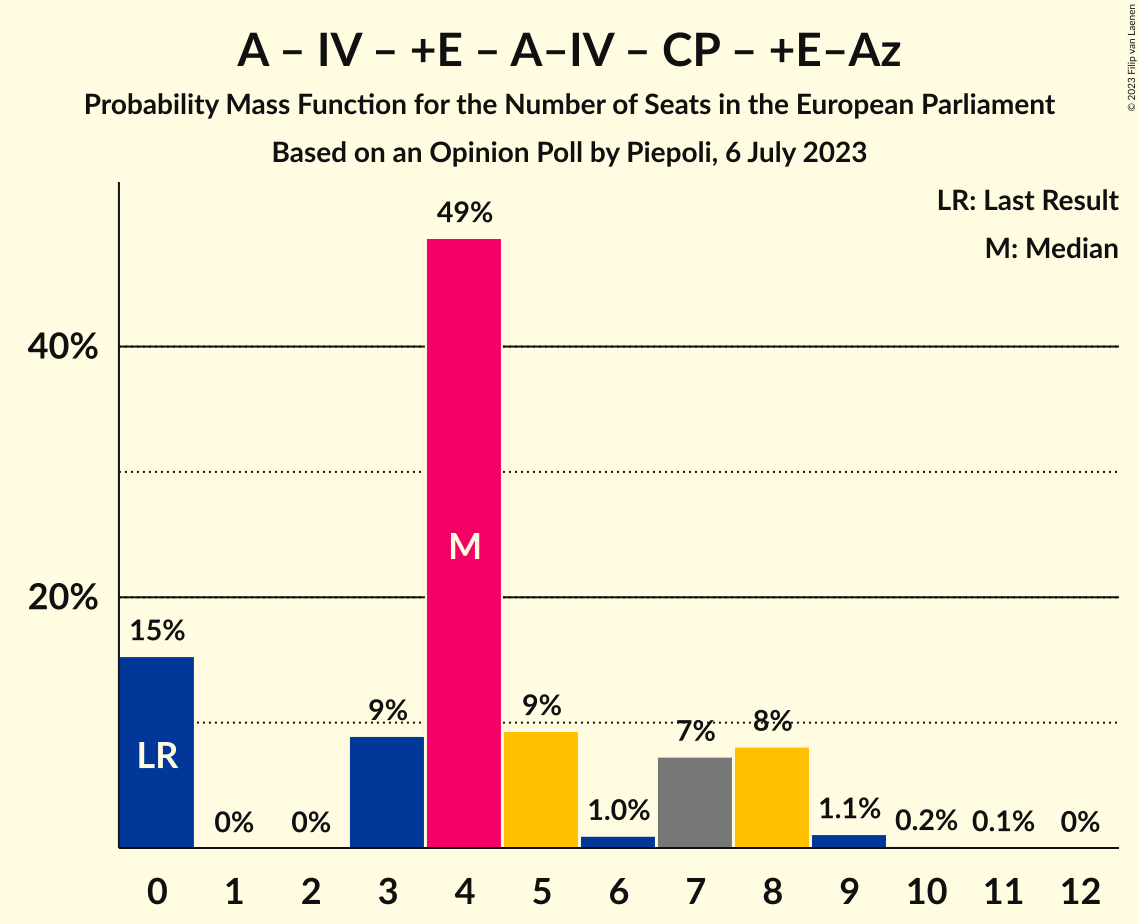 A – IV – +E – A–IV – CP – +E–Az
Probability Mass Function for the Number of Seats in the European Parliament
Based on an Opinion Poll by Piepoli, 6 July 2023
© 2023 Filip van Laenen
LR: Last Result
M: Median
49%
40%
M
20%
15%
9%
9%
7%
8%
LR
0%
0%
1.0%
1.1%
0.2%
0.1%
0%
0 1 2 3 4 5 6 7 8 9 10 11 12